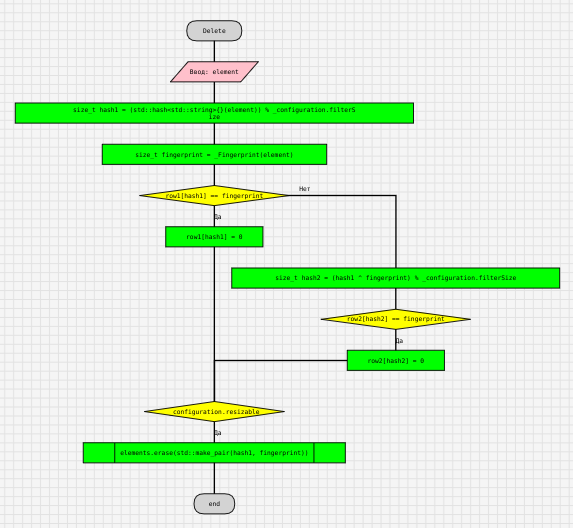 Delete
Ввод: element
size_t hash1 = (std::hash<std::string>{}(element)) % _configuration.filterS
ize
size_t fingerprint = _Fingerprint(element)
row1[hash1] == fingerprint
Нет
Да
row1[hash1] = 0
size_t hash2 = (hash1 ^ fingerprint) % _configuration.filterSize
row2[hash2] == fingerprint
Да
row2[hash2] = 0
configuration.resizable
Да
elements.erase(std::make_pair(hash1, fingerprint))
end